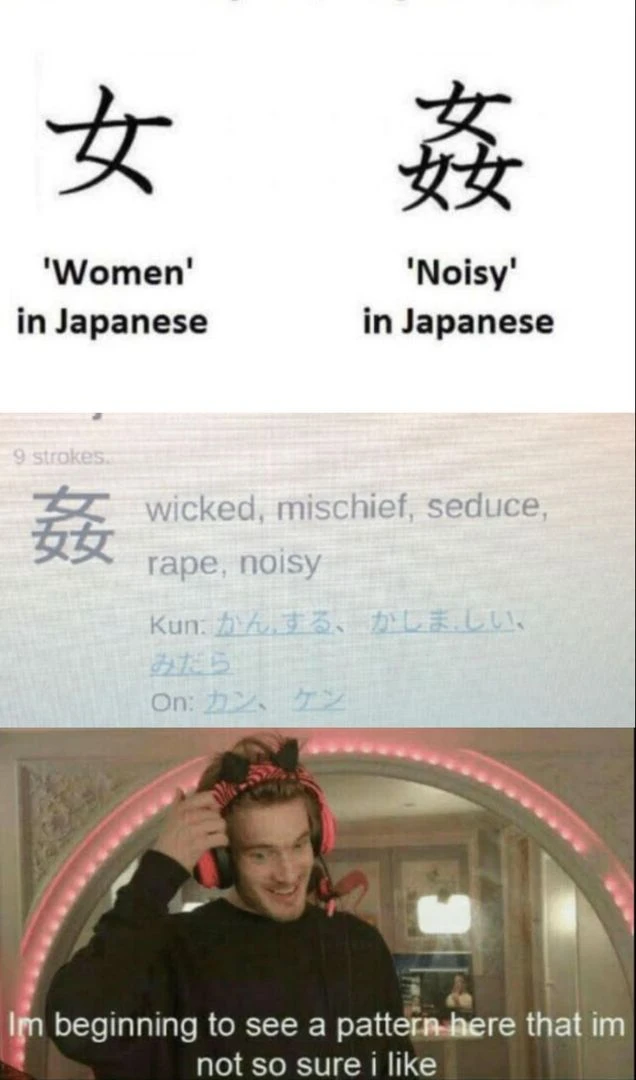 女 姦
'Women' 'Noisy'
in Japanese in Japanese
9 strokes.
姦 wicked, mischief, seduce,
rape, noisy
Kun: かん.する、 かしま.しい、
みだら
On: カン、 ケン
Im beginning to see a pattern here that im
not so sure i like